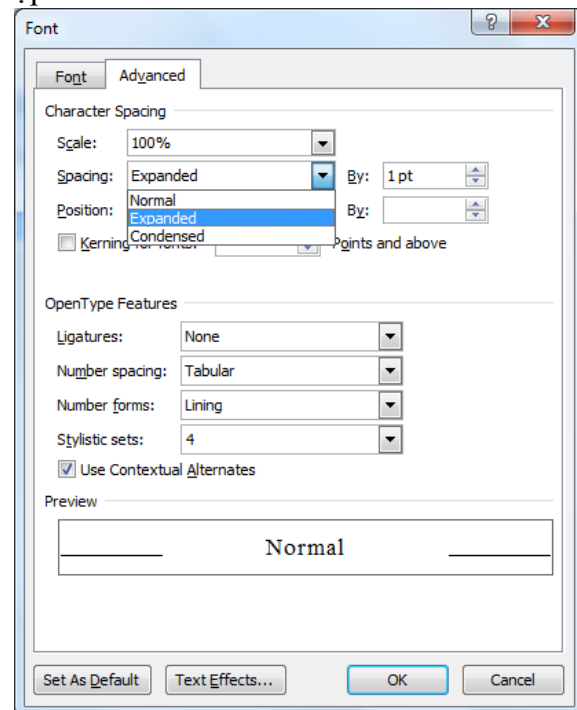 Font
Font Advanced
Character Spacing
Scale: 100%
Spacing: Expanded By: 1 pt
Normal
Position: By:
Expanded
Condensed
Kerning for fonts: Points and above
OpenType Features
Ligatures: None
Number spacing: Tabular
Number forms: Lining
Stylistic sets: 4
Use Contextual Alternates
Preview
Normal
Set As Default Text Effects... OK Cancel